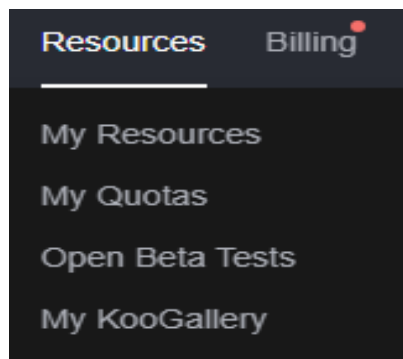 Resources Billing
My Resources
My Quotas
Open Beta Tests
My KooGallery